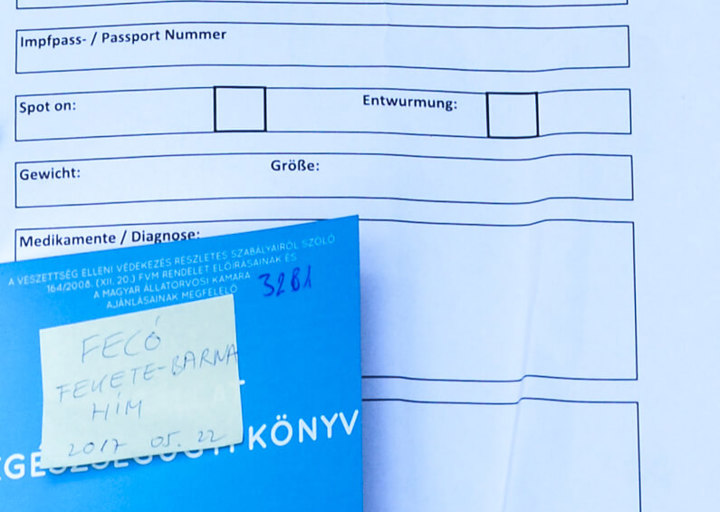 Impfpass- / Passport Nummer
Spot on: Entwurmung:
Gewicht: Größe:
Medikamente / Diagnose:
A VESZETTSÉG ELLENI VÉDEKEZÉS RÉSZLETES SZABÁLYAIRÓL SZÓLÓ
164/2008. (XII. 20.) FVM RENDELET ELŐÍRÁSAINAK ÉS
A MAGYAR ÁLLATORVOSI KAMARA
AJÁNLÁSAINAK MEGFELELŐ
3281
FECÓ
FEKETE-BARNA
HÍM
2017 05. 22
EGÉSZSÉGÜGYI KÖNYV